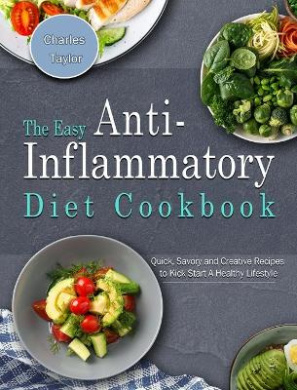 Charles
Taylor
The Easy Anti-
Inflammatory
Diet Cookbook
Quick, Savory and Creative Recipes
to Kick Start A Healthy Lifestyle